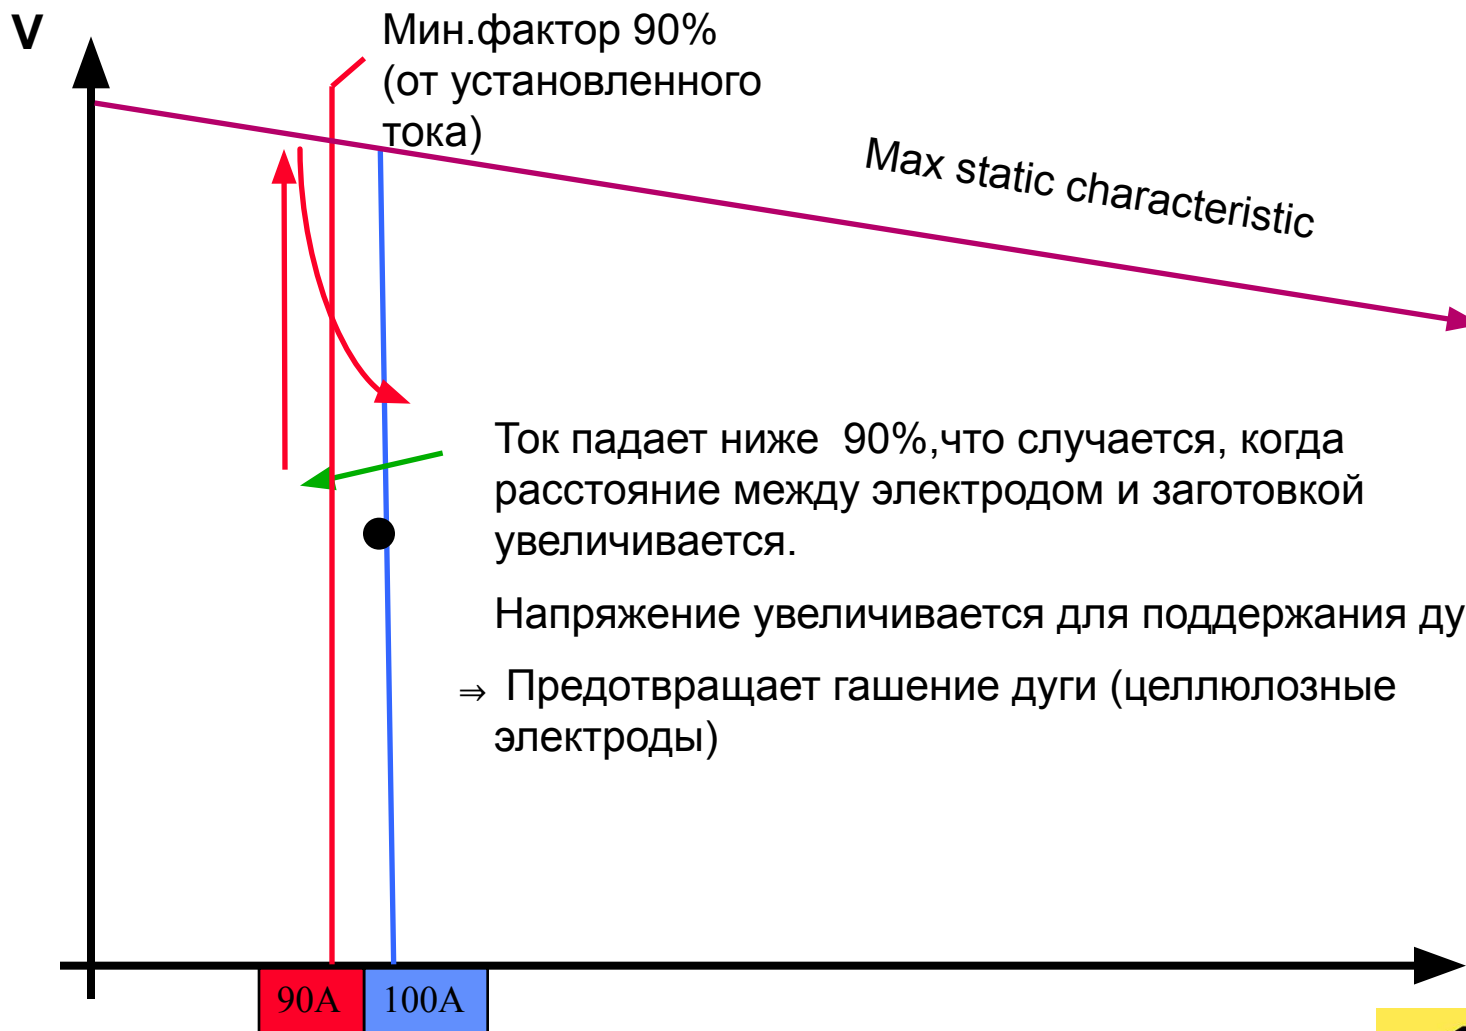 V
Мин.фактор 90%
(от установленного
тока)
Max static characteristic
Ток падает ниже 90%,что случается, когда
расстояние между электродом и заготовкой
увеличивается.
Напряжение увеличивается для поддержания ду
⇒ Предотвращает гашение дуги (целлюлозные
электроды)
90A
100A